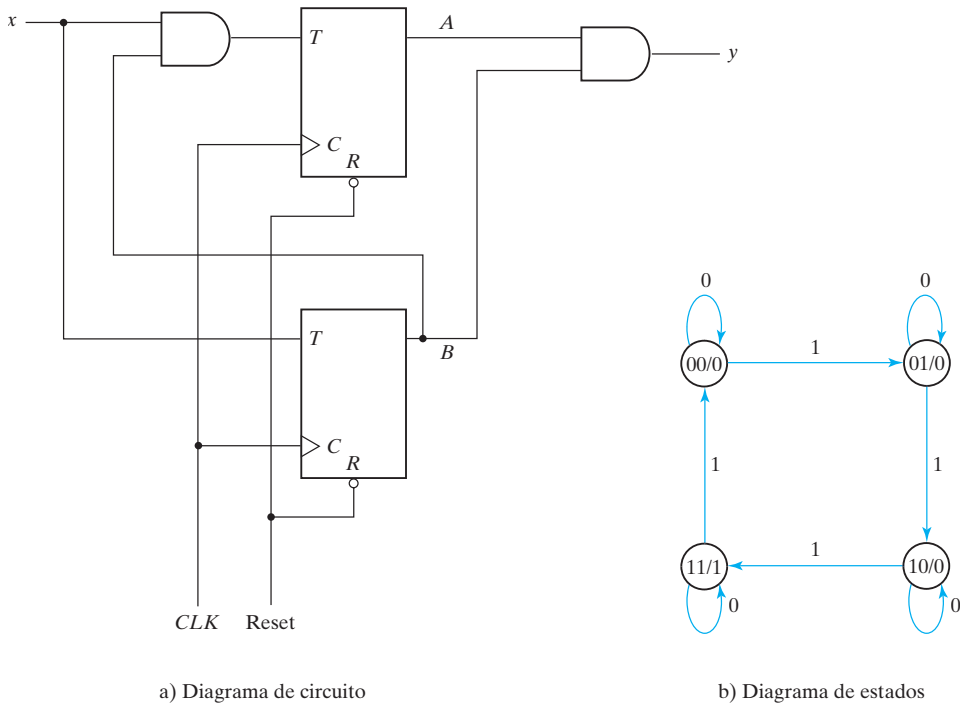 x
T
A
y
C
R
T
B
C
R
CLK
Reset
a) Diagrama de circuito
0
0
00/0
1
01/0
1
1
11/1
1
10/0
0
0
b) Diagrama de estados